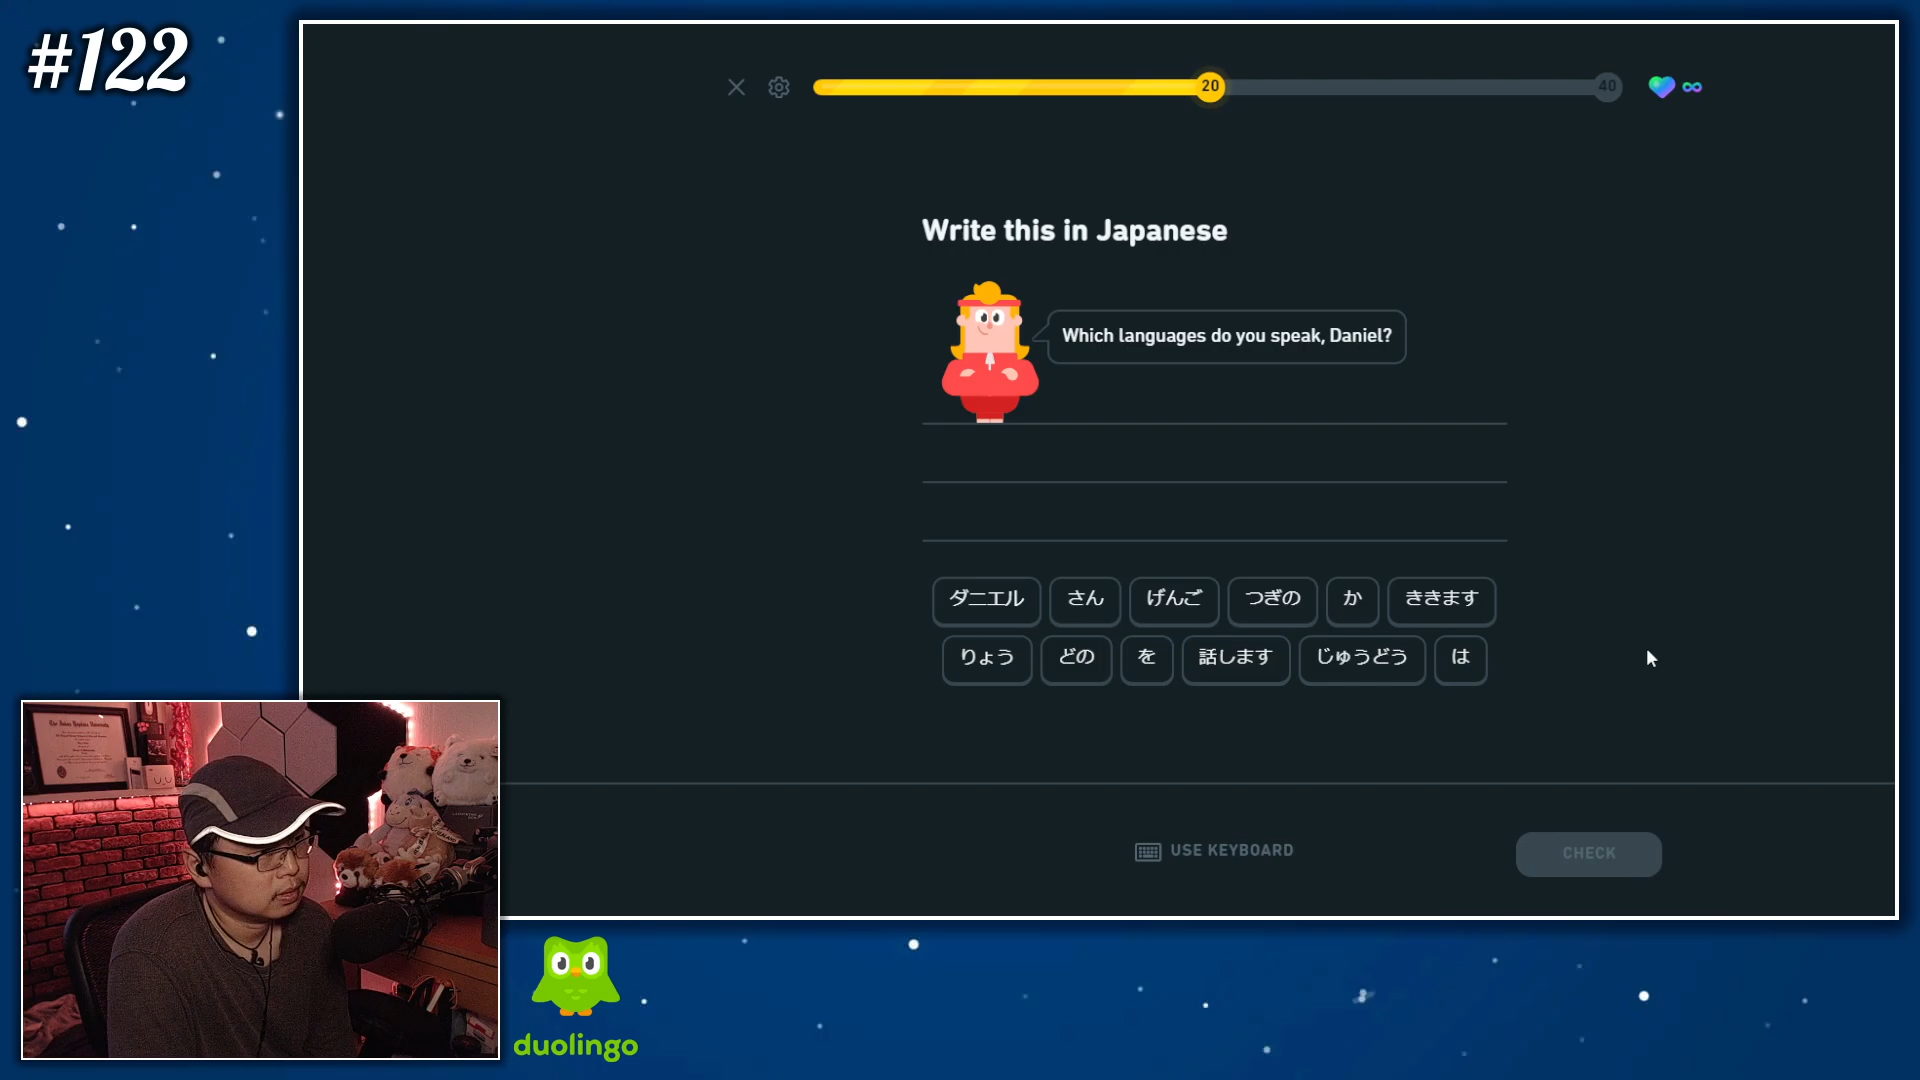 #122
20
40
Write this in Japanese
Which languages do you speak, Daniel?
ダニエル さん げんご つぎの か ききます
りょう どの を 話します じゅうどう は
USE KEYBOARD
CHECK
duolingo